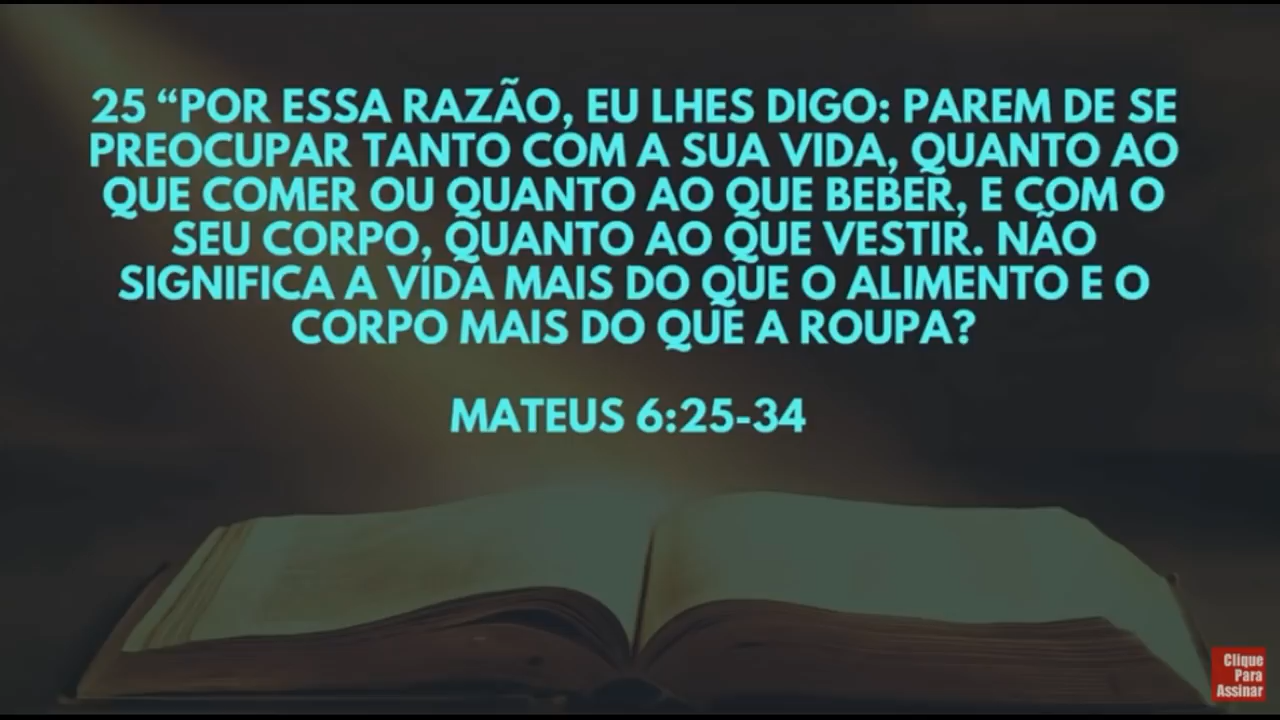 25 “POR ESSA RAZÃO, EU LHES DIGO: PAREM DE SE
PREOCUPAR TANTO COM A SUA VIDA, QUANTO AO
QUE COMER OU QUANTO AO QUE BEBER, E COM O
SEU CORPO, QUANTO AO QUE VESTIR. NÃO
SIGNIFICA A VIDA MAIS DO QUE O ALIMENTO E O
CORPO MAIS DO QUE A ROUPA?
MATEUS 6:25-34
Clique
Para
Assinar